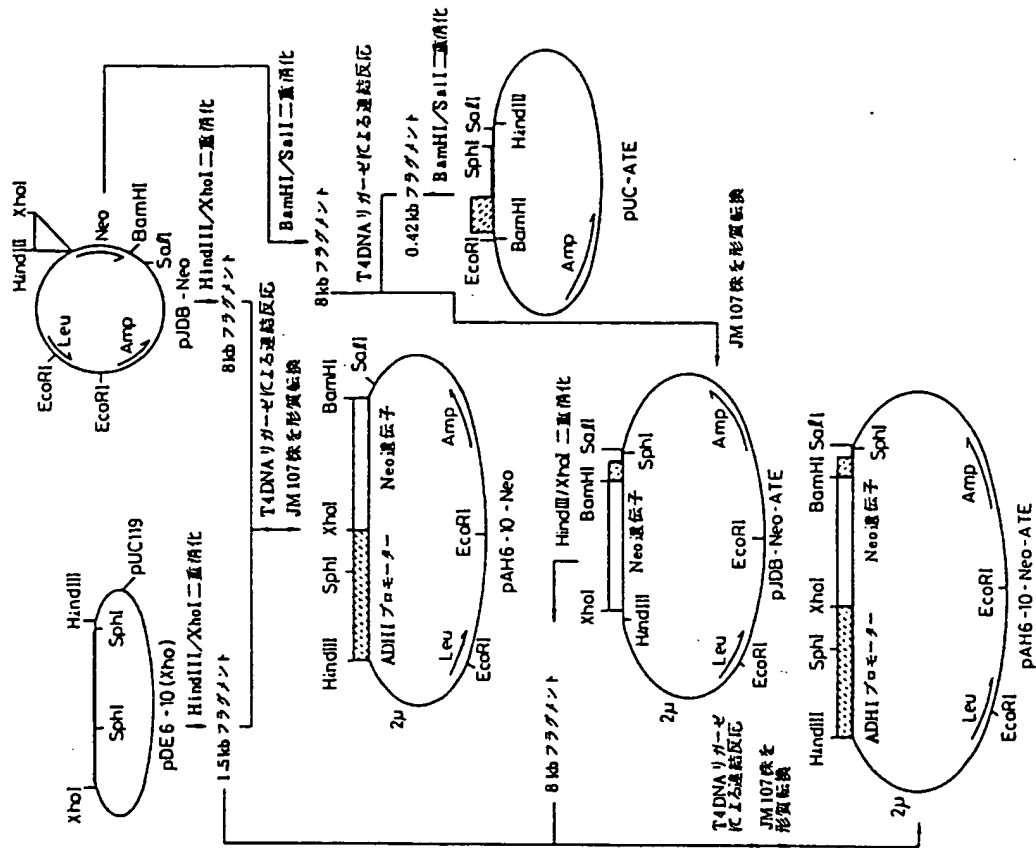 XhoI
HindIII
SphI
SphI
pUC119
pDE6-10(Xho)
HindIII/XhoI二重消化
1.5kbフラグメント
HindIII
XhoI
EcoRI
Leu
Neo
EcoRI
Amp
BamHI
SalI
pJDB-Neo
HindIII/XhoI二重消化
8kbフラグメント
T4DNAリガーゼによる連結反応
JM107株を形質転換
BamHI/SalI二重消化
8kbフラグメント
T4DNAリガーゼによる連結反応
0.42kbフラグメント
BamHI/SalI二重消化
HindIII
SphI
XhoI
BamHI
SalI
ADHIプロモーター
Neo遺伝子
2μ
Leu
EcoRI
EcoRI
Amp
pAH6-10-Neo
EcoRI
SphI
SalI
BamHI
HindIII
Amp
pUC-ATE
JM107株を形質転換
8kbフラグメント
HindIII/XhoI二重消化
XhoI
BamHI
SalI
HindIII
Neo遺伝子
SphI
2μ
Leu
EcoRI
EcoRI
Amp
pJDB-Neo-ATE
T4DNAリガーゼ
による連結反応
JM107株を
形質転換
HindIII
SphI
XhoI
BamHI
SalI
ADHIプロモーター
Neo遺伝子
SphI
2μ
Leu
EcoRI
EcoRI
Amp
pAH6-10-Neo-ATE